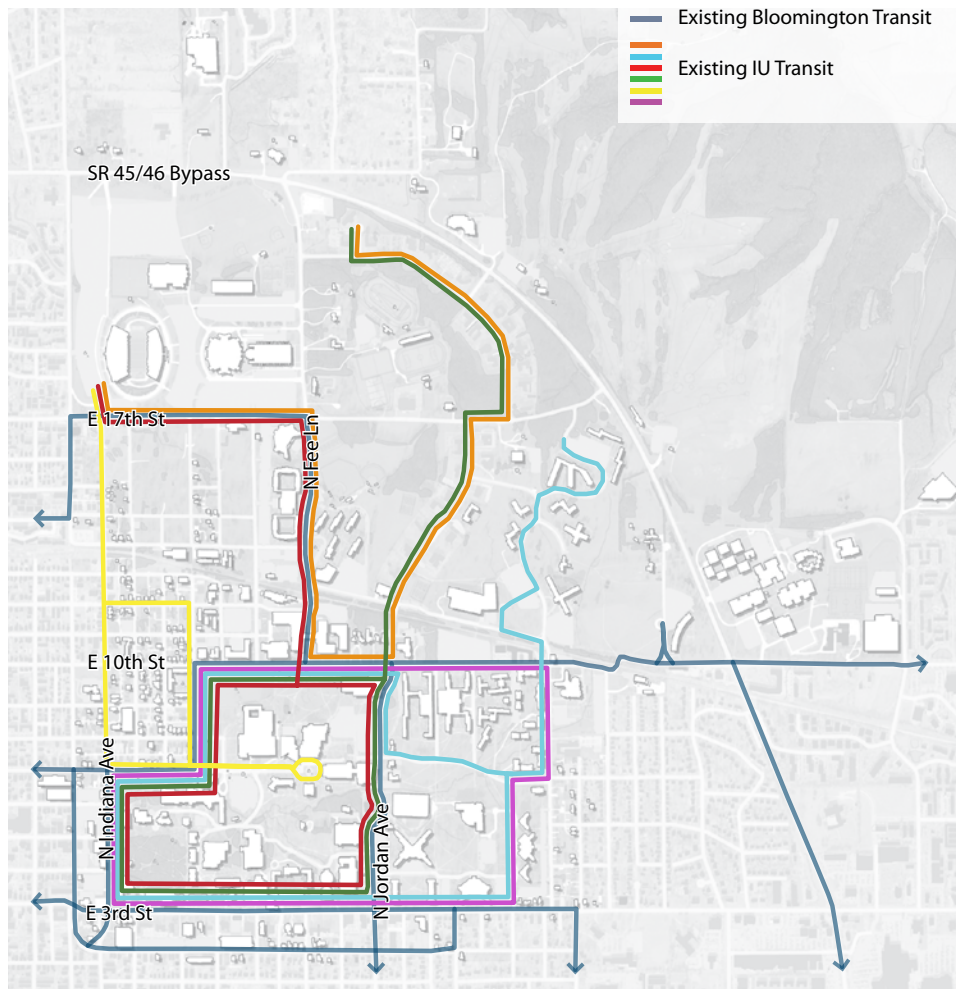 Existing Bloomington Transit
Existing IU Transit
SR 45/46 Bypass
E 17th St
N Fee Ln
E 10th St
N Indiana Ave
N Jordan Ave
E 3rd St